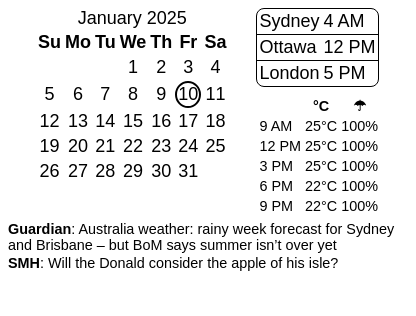 January 2025
Su Mo Tu We Th Fr Sa
1 2 3 4
5 6 7 8 9 10 11
12 13 14 15 16 17 18
19 20 21 22 23 24 25
26 27 28 29 30 31
Sydney 4 AM
Ottawa 12 PM
London 5 PM
°C ☂
9 AM 25°C 100%
12 PM 25°C 100%
3 PM 25°C 100%
6 PM 22°C 100%
9 PM 22°C 100%
Guardian: Australia weather: rainy week forecast for Sydney
and Brisbane – but BoM says summer isn’t over yet
SMH: Will the Donald consider the apple of his isle?